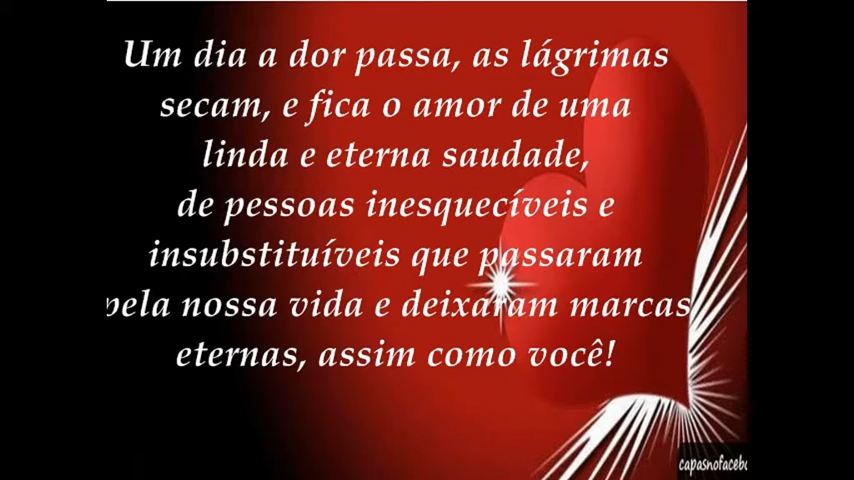 Um dia a dor passa, as lágrimas
secam, e fica o amor de uma
linda e eterna saudade,
de pessoas inesquecíveis e
insubstituíveis que passaram
pela nossa vida e deixaram marcas
eternas, assim como você!
capasnofacebo